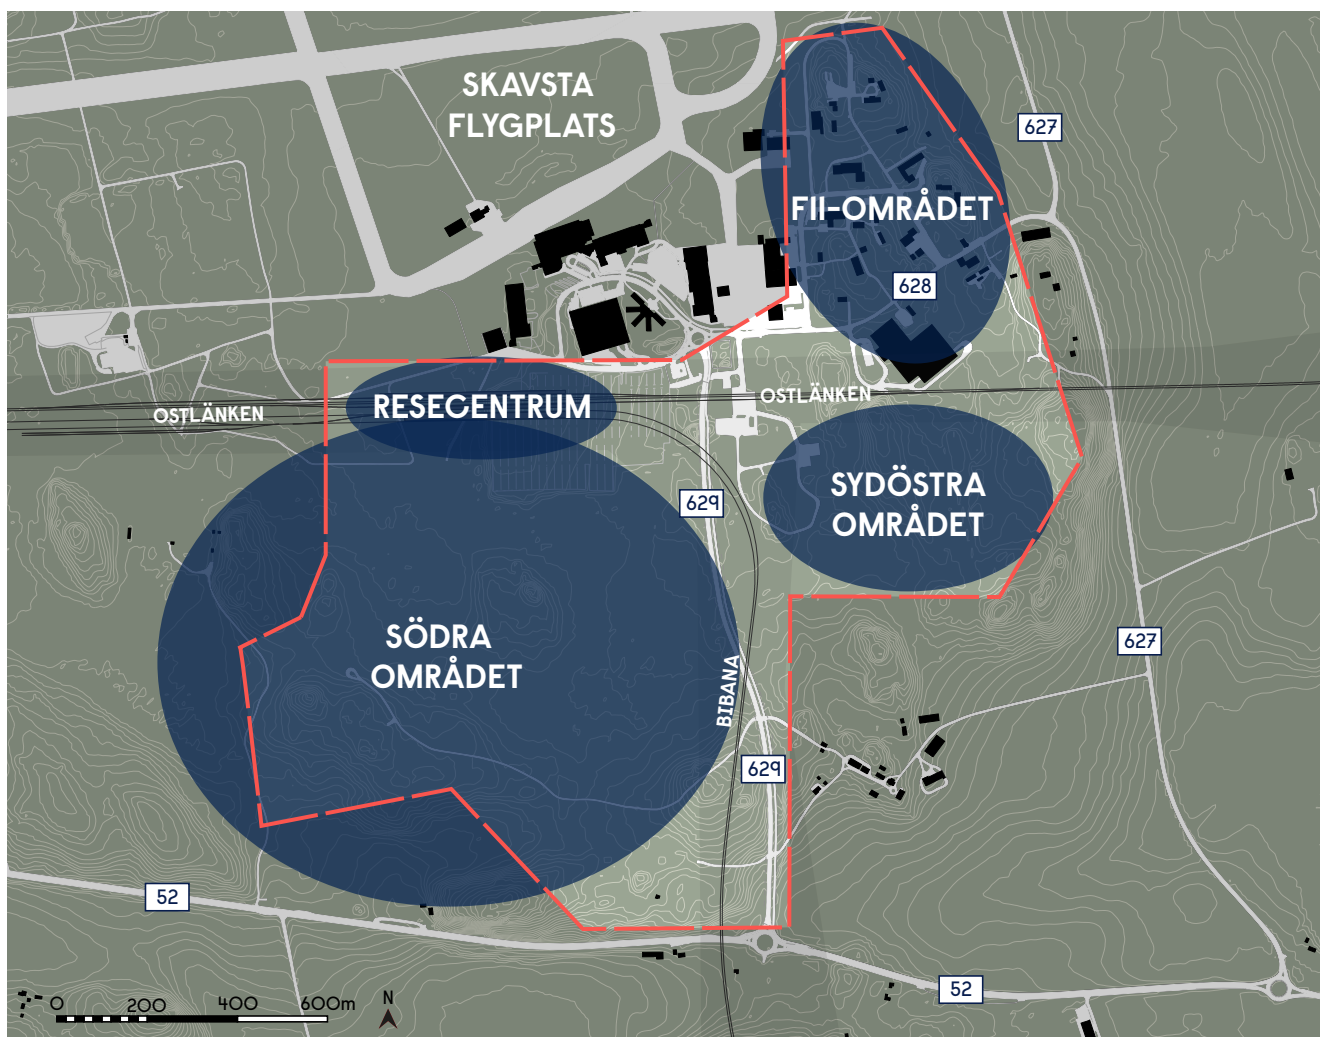 SKAVSTA
FLYGPLATS
627
FII-OMRÅDET
628
OSTLÄNKEN
RESECENTRUM
OSTLÄNKEN
629
SYDÖSTRA
OMRÅDET
SÖDRA
OMRÅDET
627
BIBANA
629
52
52
0 200 400 600m
N